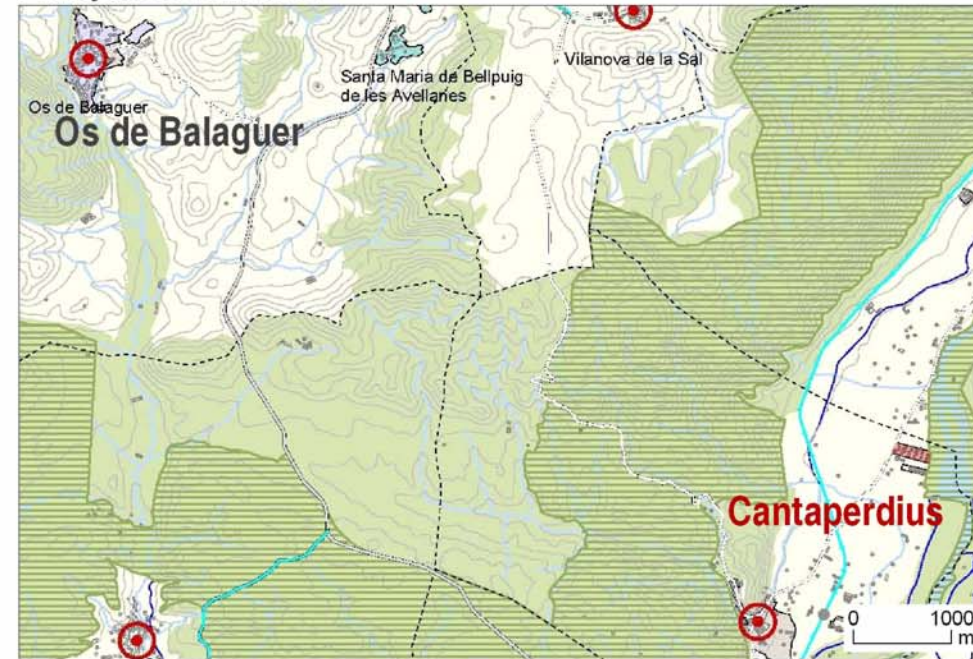 Vilanova de la Sal
Santa Maria de Bellpuig
de les Avellanes
Os de Balaguer
Os de Balaguer
Cantaperdius
0 1000
m